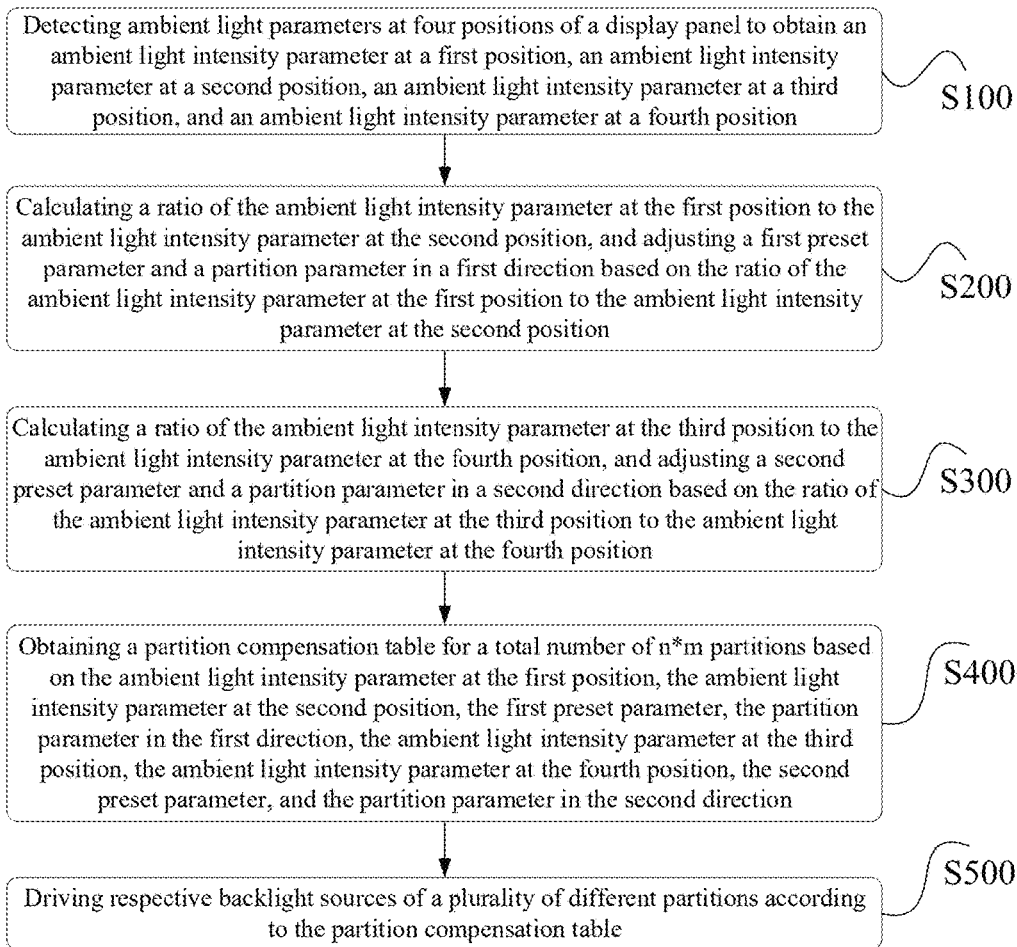 Detecting ambient light parameters at four positions of a display panel to obtain an
ambient light intensity parameter at a first position, an ambient light intensity
parameter at a second position, an ambient light intensity parameter at a third
position, and an ambient light intensity parameter at a fourth position
S100
Calculating a ratio of the ambient light intensity parameter at the first position to the
ambient light intensity parameter at the second position, and adjusting a first preset
parameter and a partition parameter in a first direction based on the ratio of the
ambient light intensity parameter at the first position to the ambient light intensity
parameter at the second position
S200
Calculating a ratio of the ambient light intensity parameter at the third position to the
ambient light intensity parameter at the fourth position, and adjusting a second
preset parameter and a partition parameter in a second direction based on the ratio of
the ambient light intensity parameter at the third position to the ambient light
intensity parameter at the fourth position
S300
Obtaining a partition compensation table for a total number of n*m partitions based
on the ambient light intensity parameter at the first position, the ambient light
intensity parameter at the second position, the first preset parameter, the partition
parameter in the first direction, the ambient light intensity parameter at the third
position, the ambient light intensity parameter at the fourth position, the second
preset parameter, and the partition parameter in the second direction
S400
Driving respective backlight sources of a plurality of different partitions according
to the partition compensation table
S500